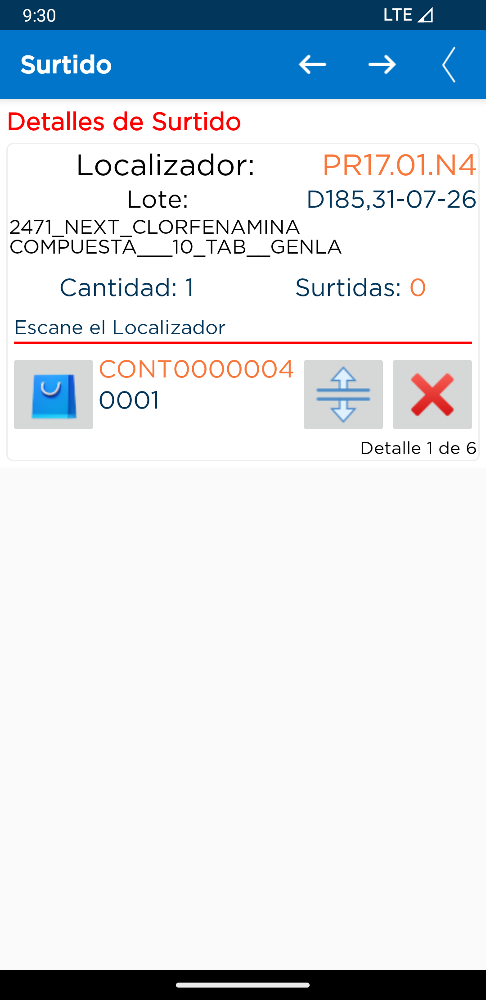 9:30 LTE
Surtido
Detalles de Surtido
Localizador: PR17.01.N4
Lote: D185,31-07-26
2471_NEXT_CLORFENAMINA
COMPUESTA___10_TAB__GENLA
Cantidad: 1 Surtidas: 0
Escane el Localizador
CONT0000004
0001
Detalle 1 de 6